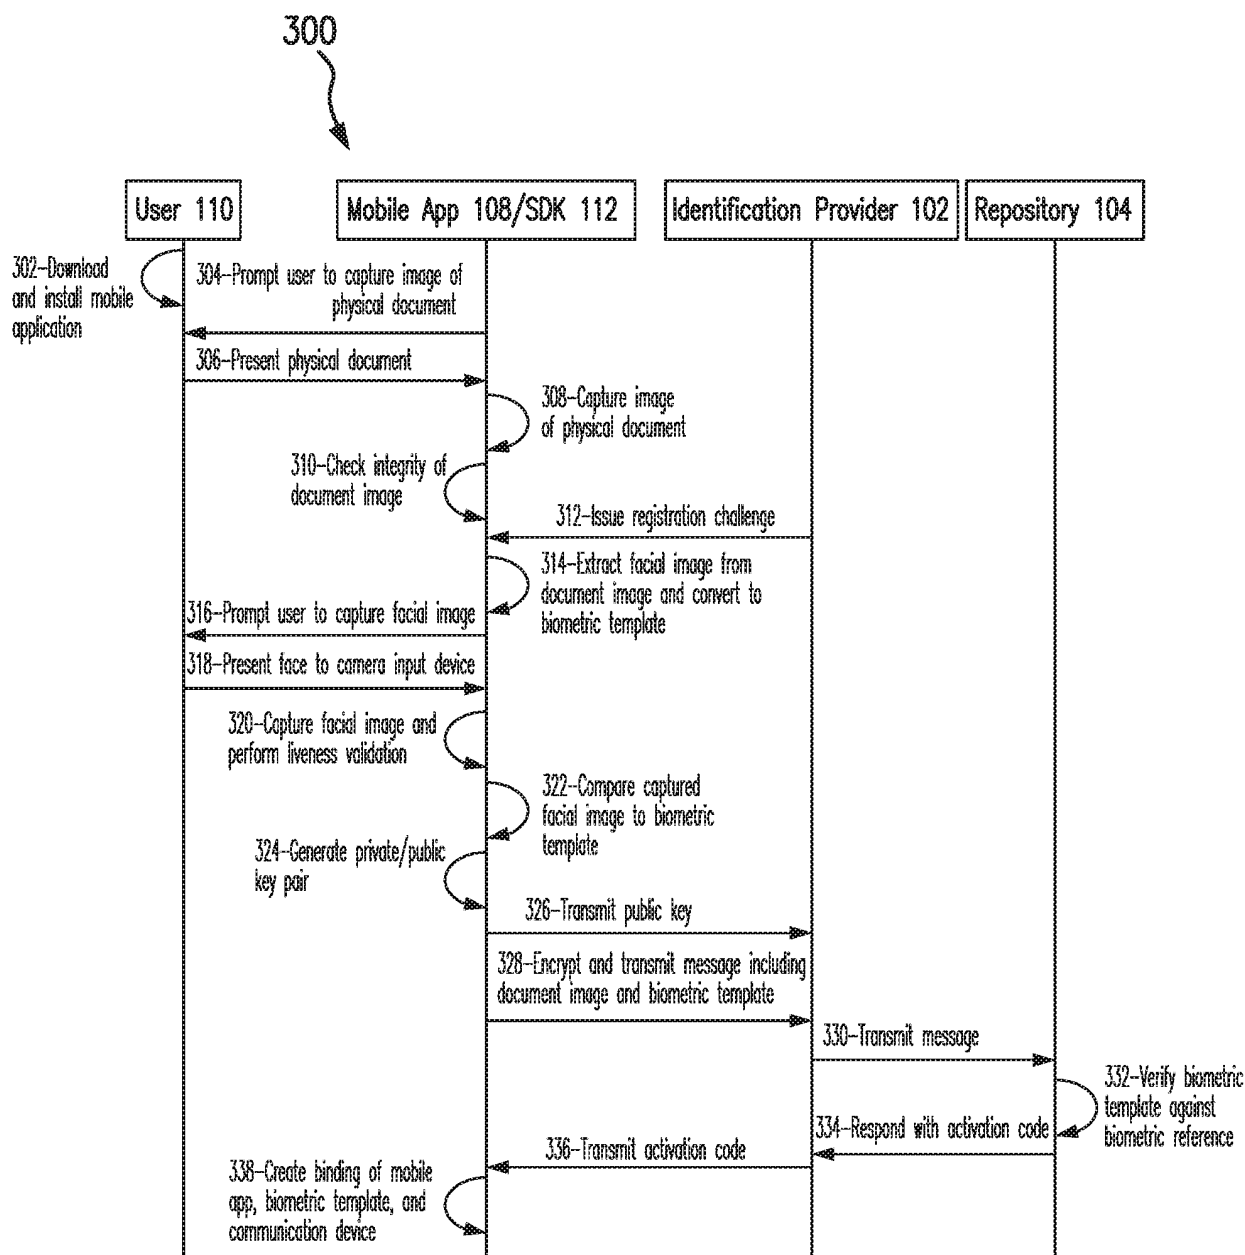 300
User 110
Mobile App 108/SDK 112
Identification Provider 102
Repository 104
302-Download
and install mobile
application
304-Prompt user to capture image of
physical document
306-Present physical document
308-Capture image
of physical document
310-Check integrity of
document image
312-Issue registration challenge
314-Extract facial image from
document image and convert to
biometric template
316-Prompt user to capture facial image
318-Present face to camera input device
320-Capture facial image and
perform liveness validation
322-Compare captured
facial image to biometric
template
324-Generate private/public
key pair
326-Transmit public key
328-Encrypt and transmit message including
document image and biometric template
330-Transmit message
332-Verify biometric
template against
biometric reference
334-Respond with activation code
336-Transmit activation code
338-Create binding of mobile
app, biometric template, and
communication device